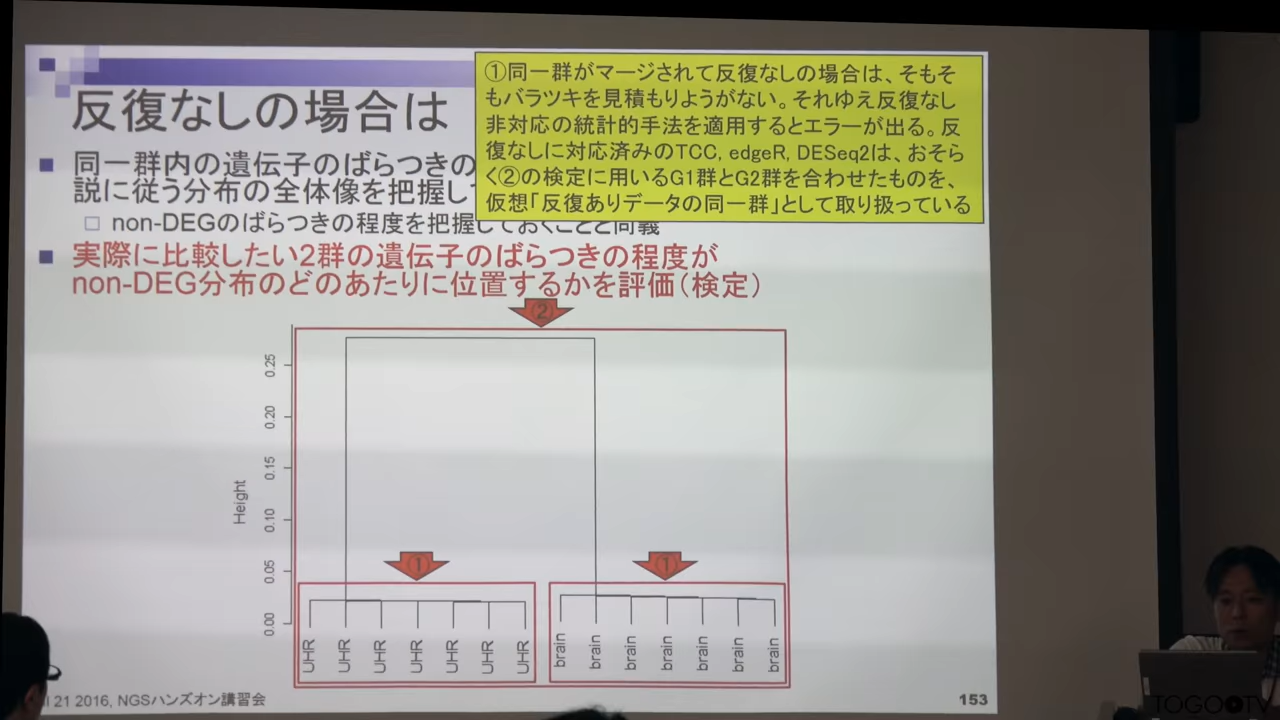 反復なしの場合は
①同一群がマージされて反復なしの場合は、そもそ
もバラツキを見積もりようがない。それゆえ反復なし
非対応の統計的手法を適用するとエラーが出る。反
復なしに対応済みのTCC, edgeR, DESeq2は、おそら
く②の検定に用いるG1群とG2群を合わせたものを、
仮想「反復ありデータの同一群」として取り扱っている
同一群内の遺伝子のばらつきの
説に従う分布の全体像を把握し
non-DEGのばらつきの程度を把握しておくことと同義
実際に比較したい2群の遺伝子のばらつきの程度が
non-DEG分布のどのあたりに位置するかを評価（検定）
②
Height
0.25
0.20
0.15
0.10
0.05
0.00
① ①
UHR UHR UHR UHR UHR UHR UHR brain brain brain brain brain brain brain
21 2016, NGSハンズオン講習会
153
TOGOTV